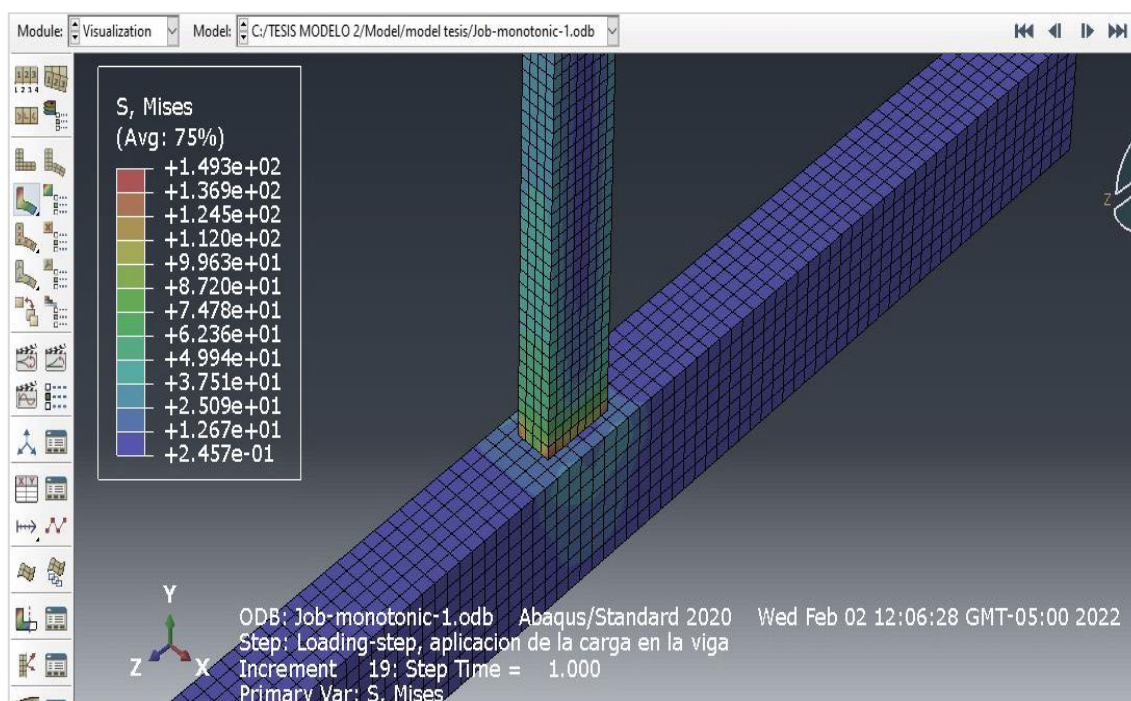 Module: Visualization Model: C:/TESIS MODELO 2/Model/model tesis/Job-monotonic-1.odb
S, Mises
(Avg: 75%)
+1.493e+02
+1.369e+02
+1.245e+02
+1.120e+02
+9.963e+01
+8.720e+01
+7.478e+01
+6.236e+01
+4.994e+01
+3.751e+01
+2.509e+01
+1.267e+01
+2.457e-01
Z
Y
Z X
ODB: Job-monotonic-1.odb Abaqus/Standard 2020 Wed Feb 02 12:06:28 GMT-05:00 2022
Step: Loading-step, aplicacion de la carga en la viga
Increment 19: Step Time = 1.000
Primary Var: S, Mises